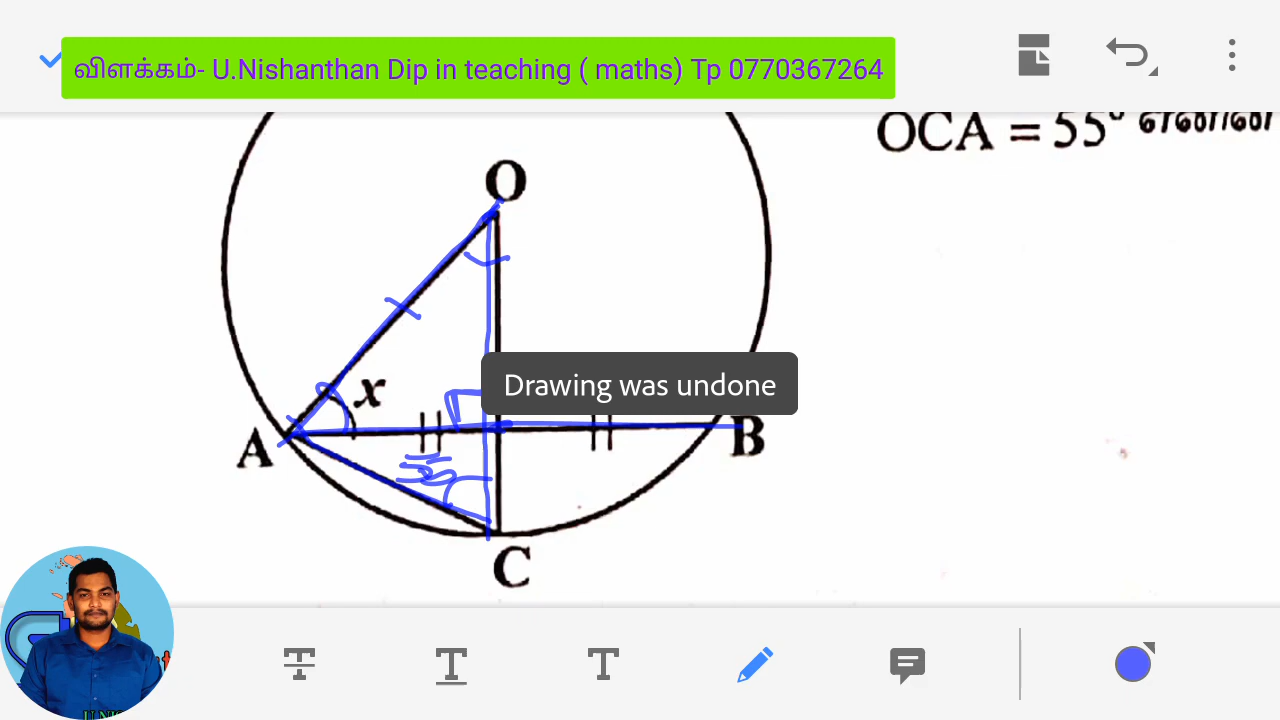 விளக்கம்- U.Nishanthan Dip in teaching ( maths) Tp 0770367264
OCA = 55°
O
x
Drawing was undone
A
B
C
T
T
T